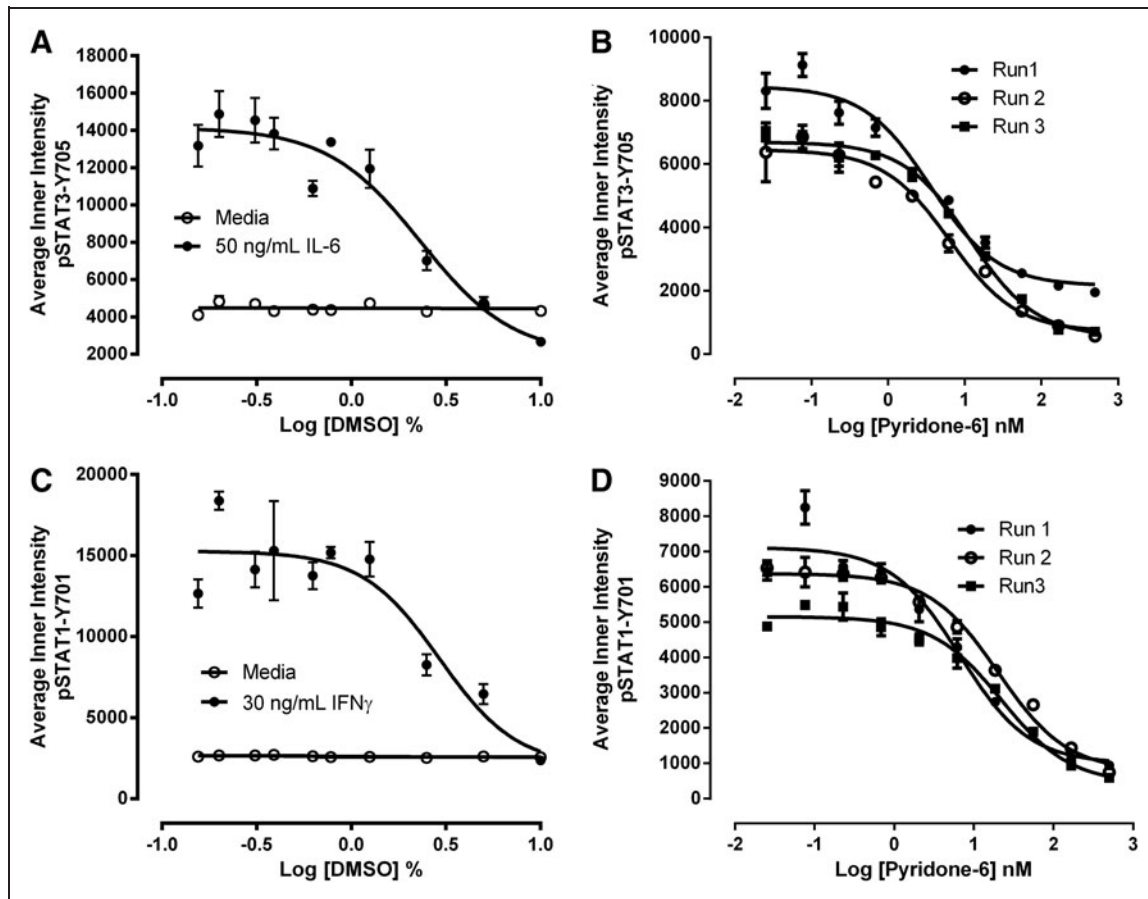 A
Average Inner Intensity
pSTAT3-Y705
18000
16000
14000
12000
10000
8000
6000
4000
2000
Media
50 ng/mL IL-6
-1.0
-0.5
0.0
0.5
1.0
Log [DMSO] %
B
Average Inner Intensity
pSTAT3-Y705
10000
8000
6000
4000
2000
0
Run1
Run 2
Run 3
-2
-1
0
1
2
3
Log [Pyridone-6] nM
C
Average Inner Intensity
pSTAT1-Y701
20000
15000
10000
5000
0
Media
30 ng/mL IFNγ
-1.0
-0.5
0.0
0.5
1.0
Log [DMSO] %
D
Average Inner Intensity
pSTAT1-Y701
9000
8000
7000
6000
5000
4000
3000
2000
1000
0
Run 1
Run 2
Run3
-2
-1
0
1
2
3
Log [Pyridone-6] nM